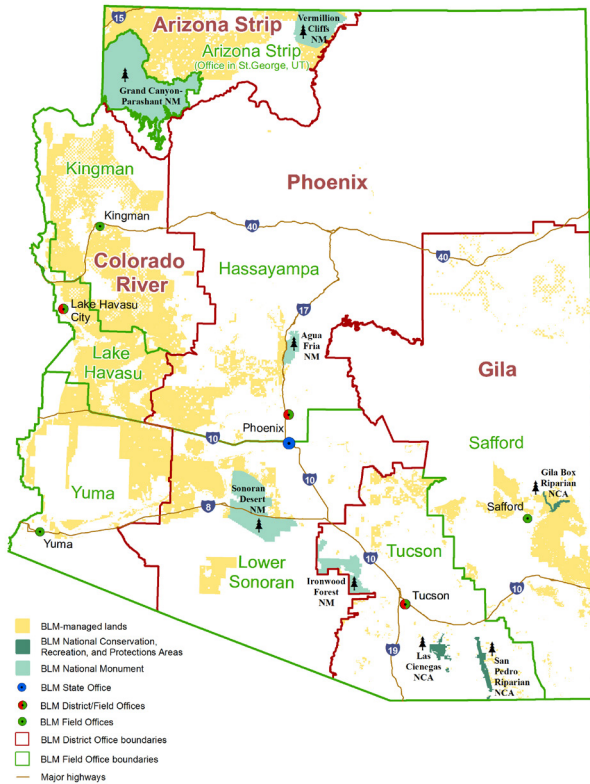 15
Arizona Strip
Vermillion
Cliffs
NM
Arizona Strip
(Office in St.George, UT)
Grand Canyon-
Parashant NM
Kingman
Phoenix
Kingman
40
40
Colorado
River
Hassayampa
Lake Havasu
City
17
Agua
Fria
NM
Lake
Havasu
Gila
Phoenix
10
Safford
10
Yuma
Sonoran
Desert
NM
Gila Box
Riparian
NCA
Safford
8
Yuma
Lower
Sonoran
10
Tucson
Ironwood
Forest
NM
Tucson
10
19
Las
Cienegas
NCA
San
Pedro
Riparian
NCA
BLM-managed lands
BLM National Conservation,
Recreation, and Protections Areas
BLM National Monument
BLM State Office
BLM District/Field Offices
BLM Field Offices
BLM District Office boundaries
BLM Field Office boundaries
Major highways